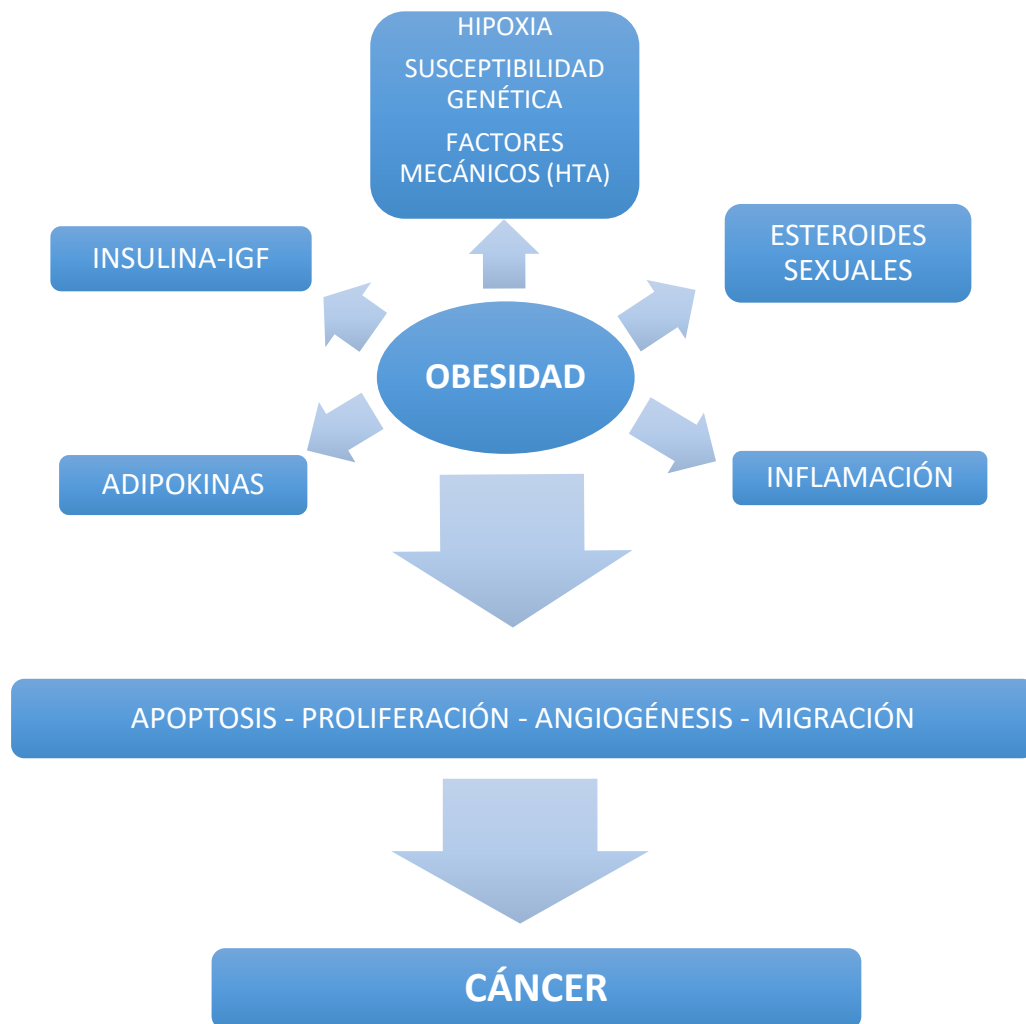 HIPOXIA
SUSCEPTIBILIDAD
GENÉTICA
FACTORES
MECÁNICOS (HTA)
INSULINA-IGF
ESTEROIDES
SEXUALES
OBESIDAD
ADIPOKINAS
INFLAMACIÓN
APOPTOSIS - PROLIFERACIÓN - ANGIOGÉNESIS - MIGRACIÓN
CÁNCER